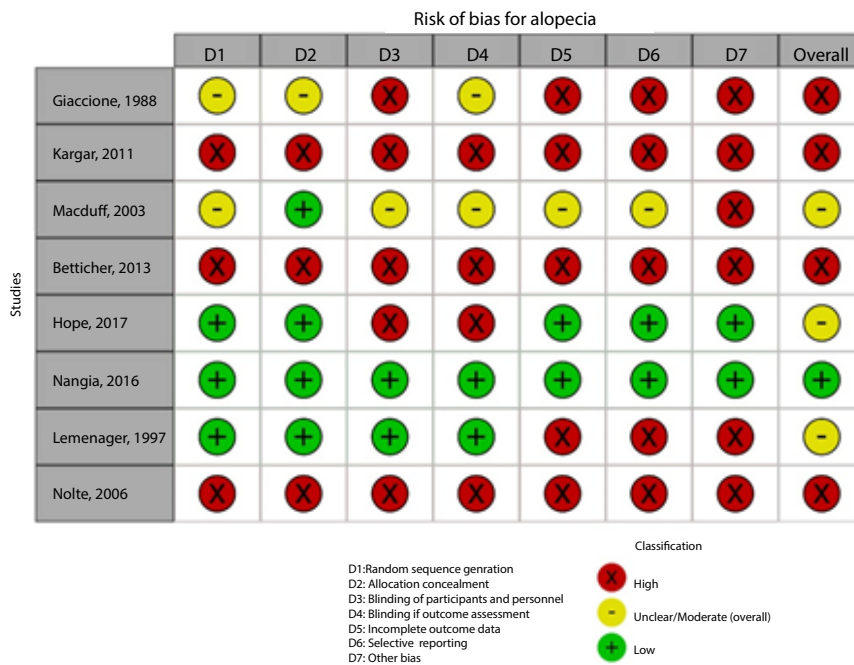 Risk of bias for alopecia
D1 D2 D3 D4 D5 D6 D7 Overall
Studies
Giaccione, 1988 - - X - X X X X
Kargar, 2011 X X X X X X X X
Macduff, 2003 - + - - - - X -
Betticher, 2013 X X X X X X X X
Hope, 2017 + + X X + + + -
Nangia, 2016 + + + + + + + +
Lemenager, 1997 + + + + X X X -
Nolte, 2006 X X X X X X X X
D1:Random sequence genration
D2: Allocation concealment
D3: Blinding of participants and personnel
D4: Blinding if outcome assessment
D5: Incomplete outcome data
D6: Selective reporting
D7: Other bias
Classification
X High
- Unclear/Moderate (overall)
+ Low